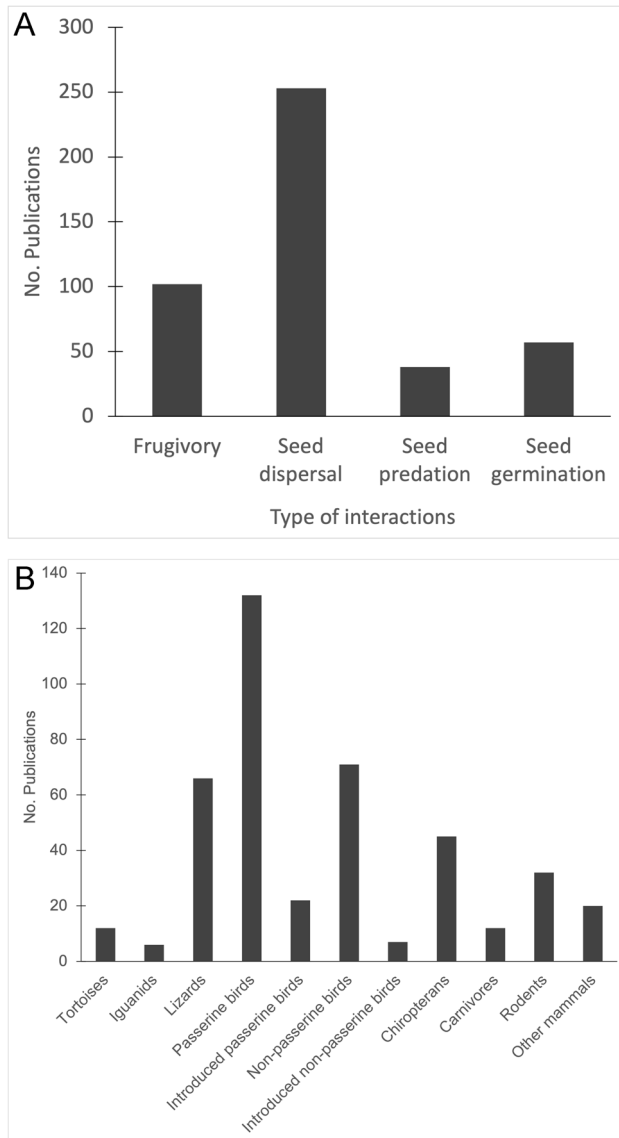 A
300
250
200
150
100
50
0
No. Publications
Frugivory
Seed
dispersal
Seed
predation
Seed
germination
Type of interactions
B
140
120
100
80
60
40
20
0
No. Publications
Tortoises
Iguanids
Lizards
Passerine birds
Introduced passerine birds
Non-passerine birds
Introduced non-passerine birds
Chiropterans
Carnivores
Rodents
Other mammals